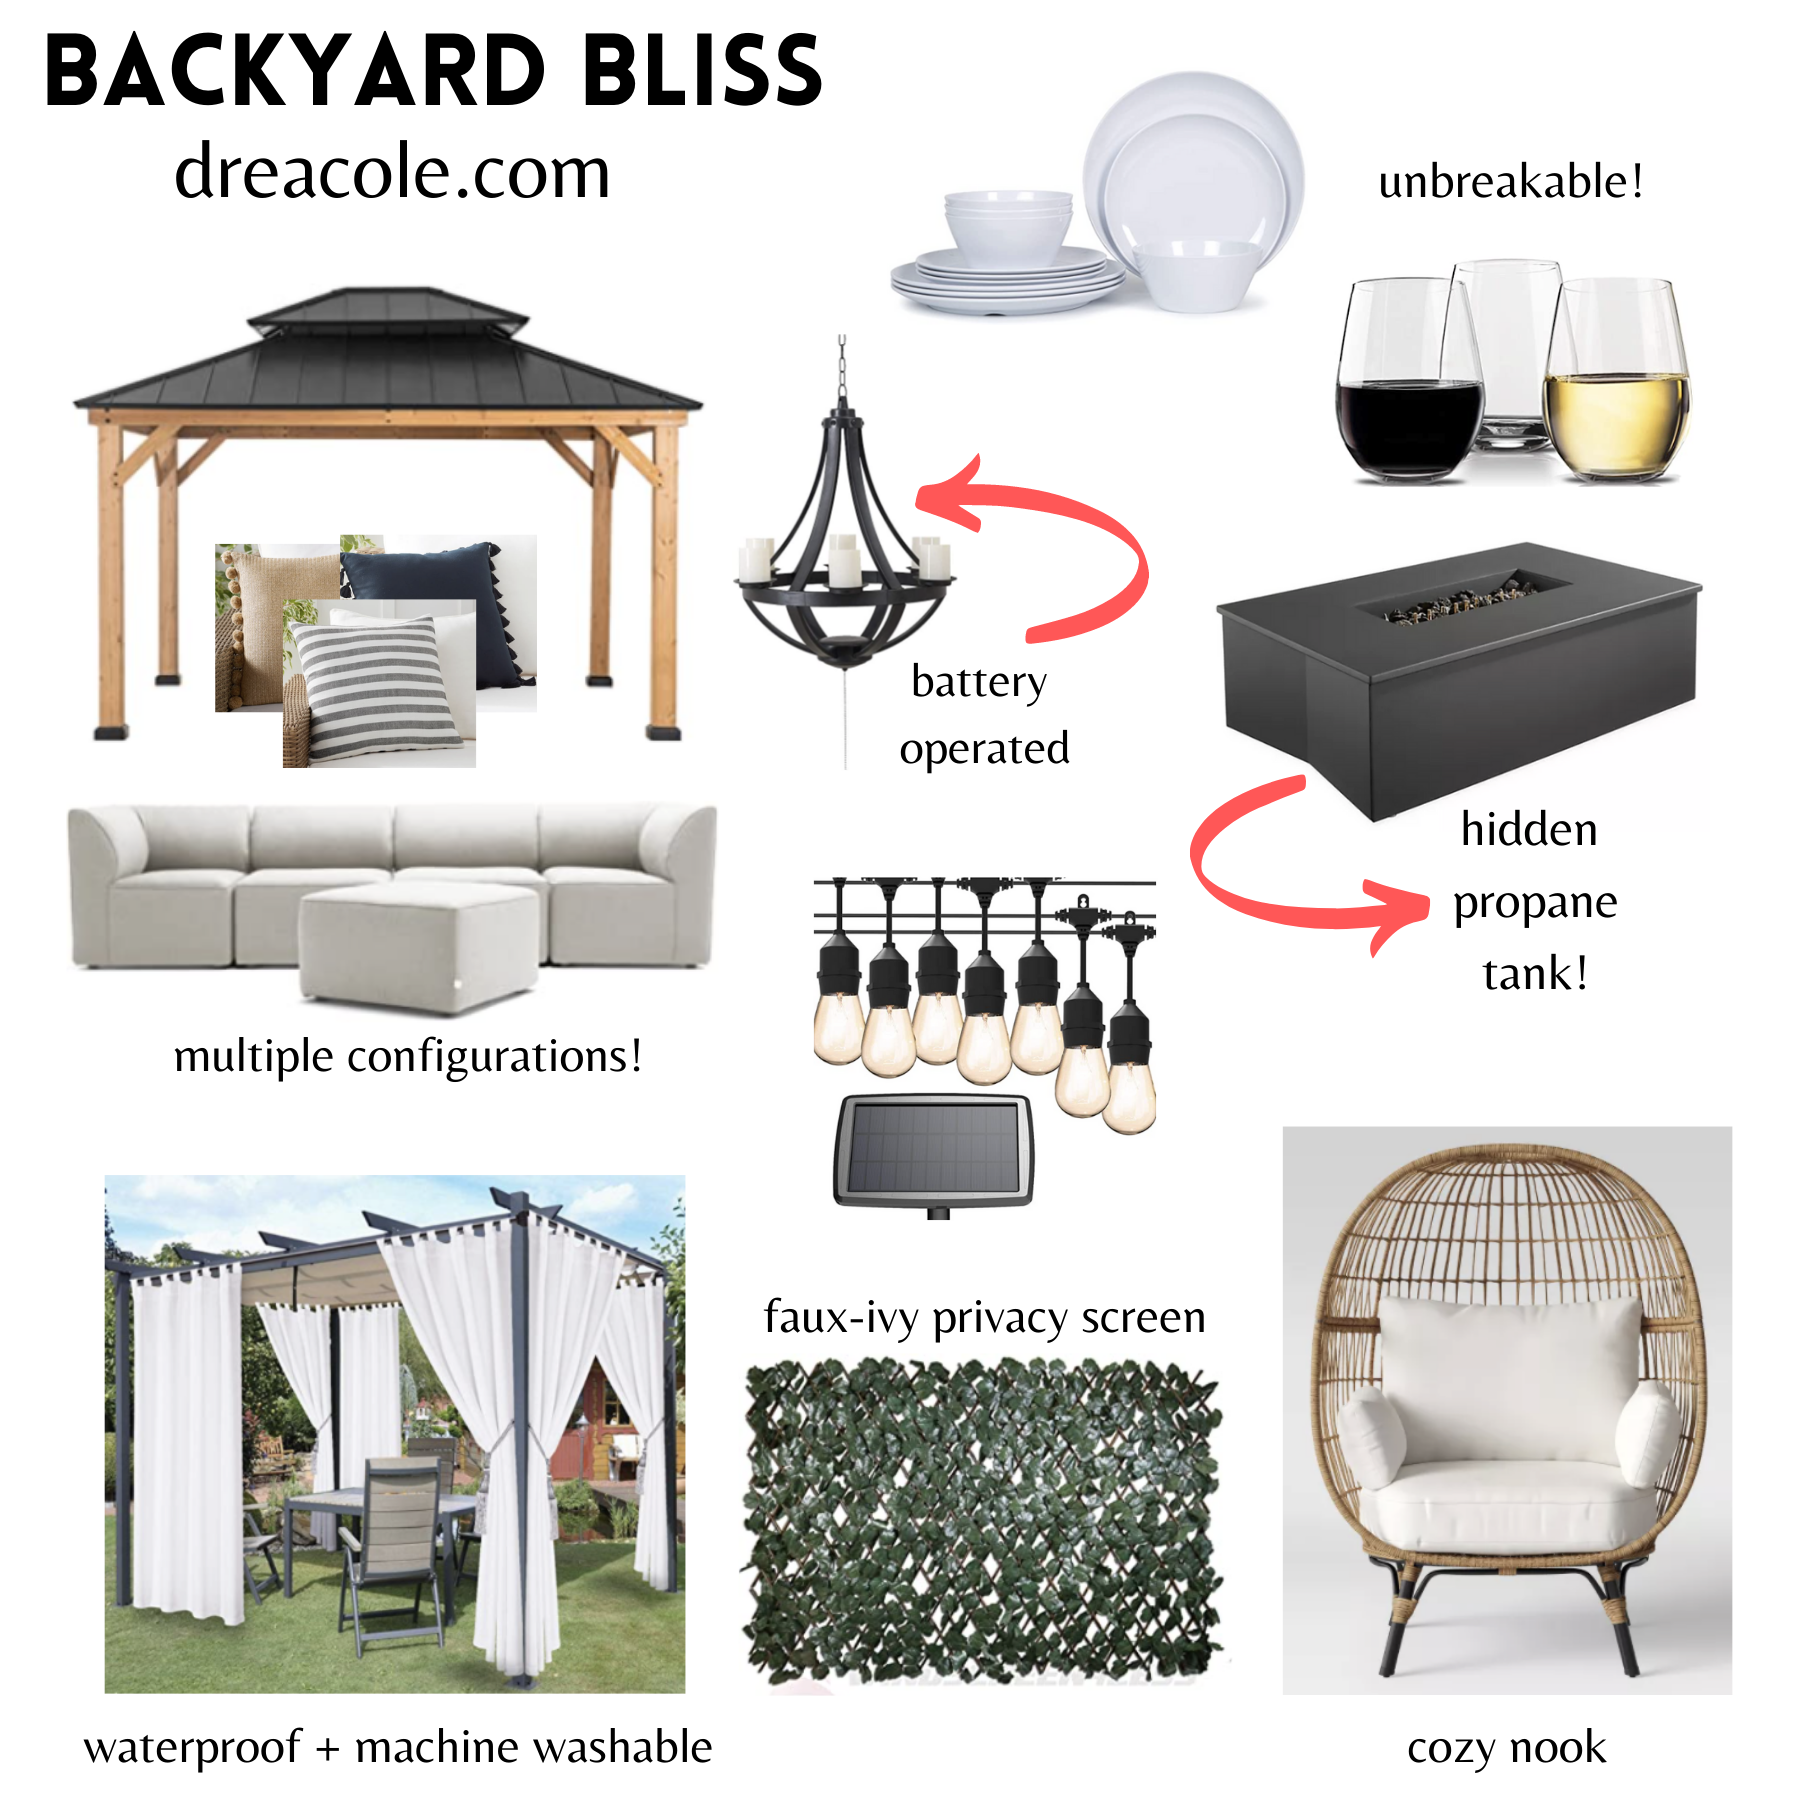 BACKYARD BLISS
dreacole.com
unbreakable!
battery
operated
hidden
propane
tank!
multiple configurations!
faux-ivy privacy screen
waterproof + machine washable
cozy nook